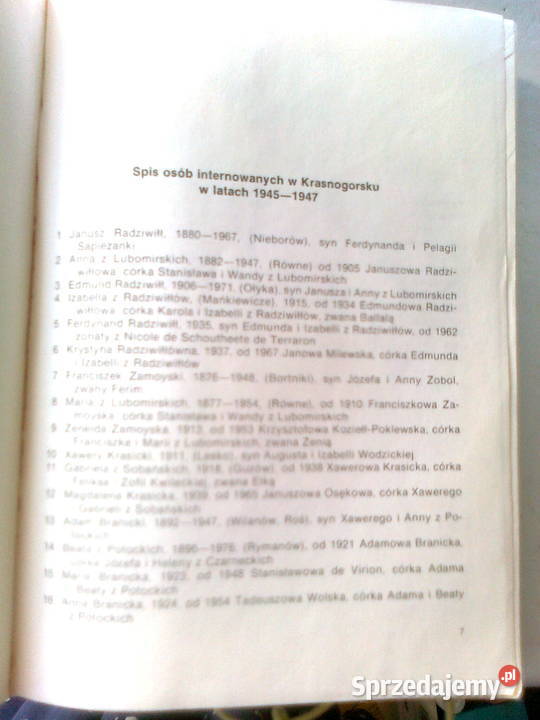 Spis osób internowanych w Krasnogorsku
w latach 1945—1947
1 Janusz Radziwiłł, 1880—1967, (Nieborów), syn Ferdynanda i Pelagii
Sapieżanki
2 Anna z Lubomirskich, 1882—1947, (Równe) od 1905 Januszowa Radzi-
wiłłowa córka Stanisława i Wandy z Lubomirskich
3 Edmund Radziwiłł, 1906—1971, (Ołyka), syn Janusza i Anny z Lubomirskich
4 Izabella z Radziwiłłów, (Mańkiewicze), 1915, od 1934 Edmundowa Radzi-
wiłłowa córka Karola i Izabelli z Radziwiłłów, zwana Ballalą
5 Ferdynand Radziwiłł, 1935, syn Edmunda i Izabelli z Radziwiłłów, od 1962
żonaty z Nicole de Schoutheete de Terraron
6 Krystyna Radziwiłłówna, 1937, od 1967 Janowa Milewska, córka Edmunda
i Izabelli z Radziwiłłów
7 Franciszek Zamoyski, 1876—1948, (Bortniki), syn Józefa i Anny Zobol,
zwany Ferim
8 Maria z Lubomirskich, 1877—1954, (Równe), od 1910 Franciszkowa Za-
moyska córka Stanisława i Wandy z Lubomirskich
9 Zeneida Zamoyska, 1913, od 1953 Krzysztofowa Koziełł-Poklewska, córka
Franciszka i Marii z Lubomirskich, zwana Zenią
10 Xawery Krasicki, 1911, (Lesko), syn Augusta i Izabelli Wodzickiej
11 Gabriela z Sobańskich, 1918, (Guzów), od 1938 Xawerowa Krasicka, córka
Feliksa Zofii Kwileckiej, zwana Elką
12 Magdalena Krasicka, 1939, od 1965 Januszowa Osękowa, córka Xawerego
Gabrieli z Sobańskich
13 Adam Branicki, 1892—1947, (Wilanów, Roś), syn Xawerego i Anny z Po-
tockich
14 Beata z Potockich, 1896—1976, (Rymanów), od 1921 Adamowa Branicka,
córka Józefa i Heleny z Czarneckich
15 Maria Branicka, 1923, od 1948 Stanisławowa de Virion, córka Adama
Beaty z Potockich
16 Anna Branicka, 1924, od 1954 Tadeuszowa Wolska, córka Adama i Beaty
z Potockich
7
Sprzedajemy.pl